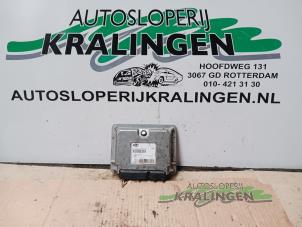 AUTOSLOPERIJ
KRALINGEN
HOOFDWEG 131
3067 GD ROTTERDAM
010- 421 31 30
AUTOSLOPERIJKRALINGEN.NL
AUTOSLOPERIJ
KRALINGEN